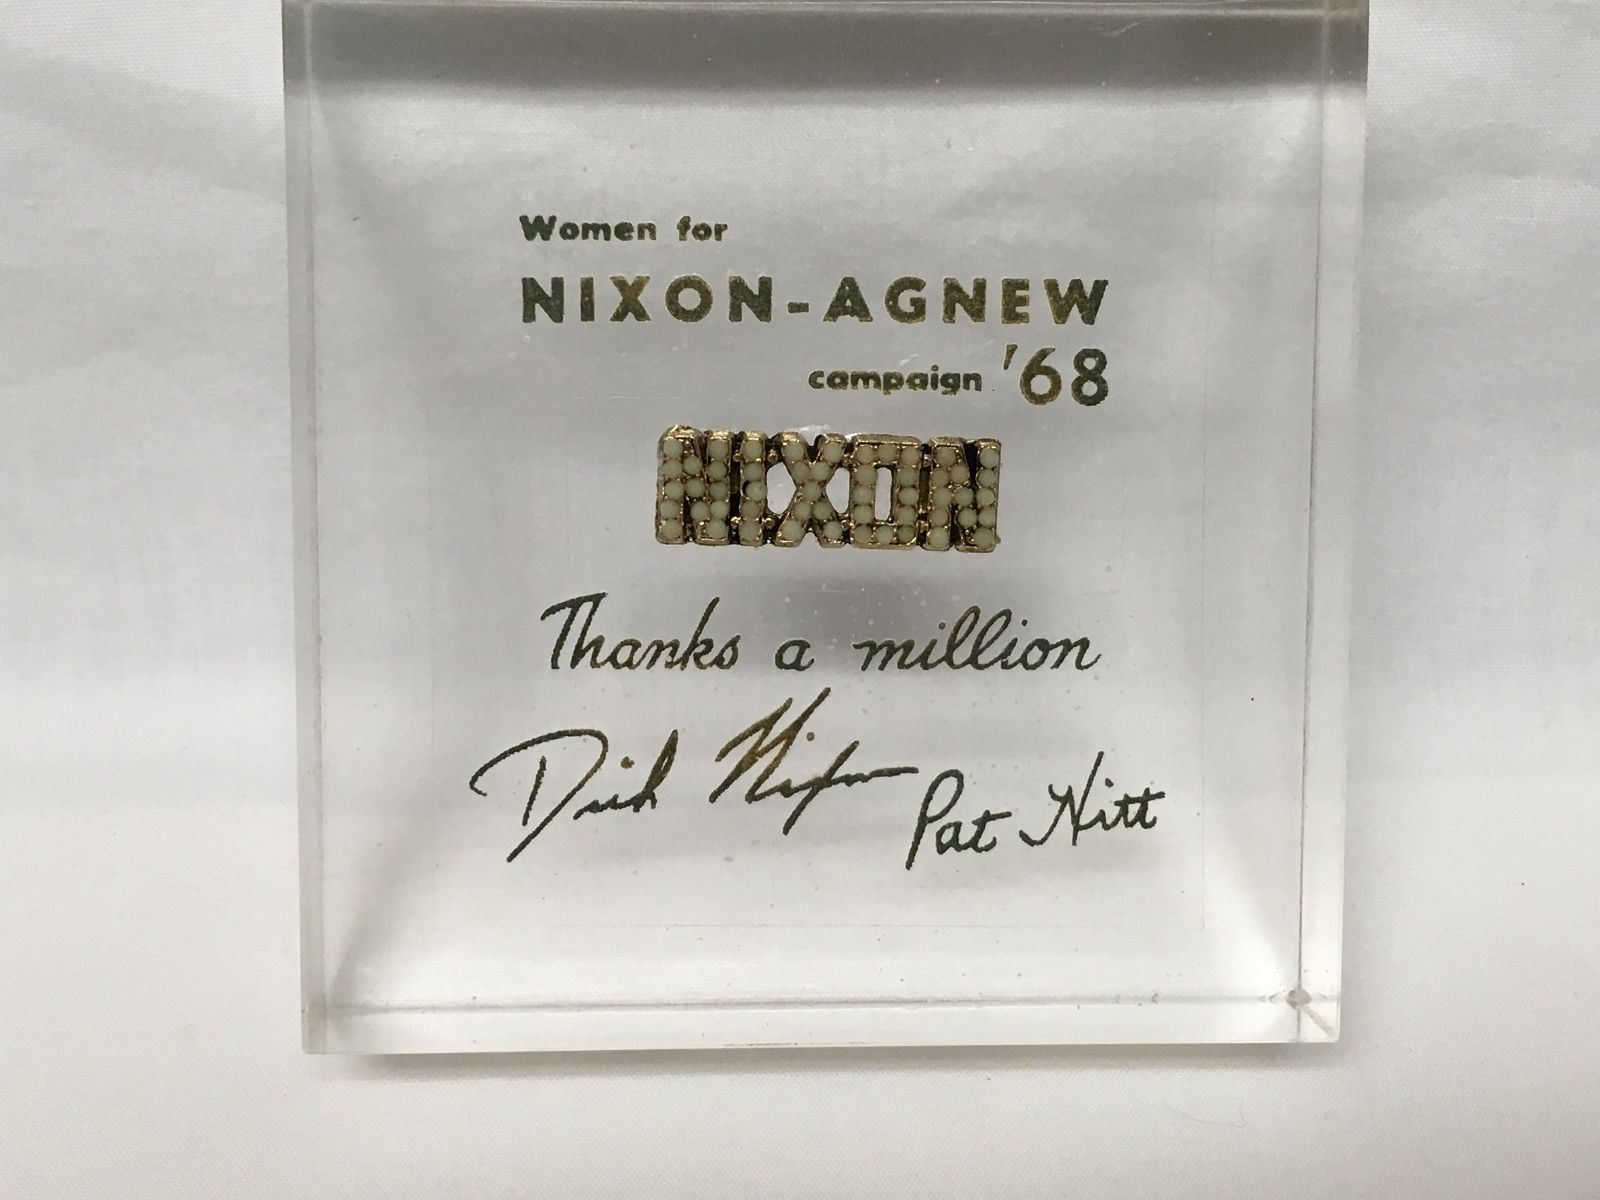 Women for
NIXON-AGNEW
campaign '68
NIXON
Thanks a million
Dick Nixon Pat Hitt